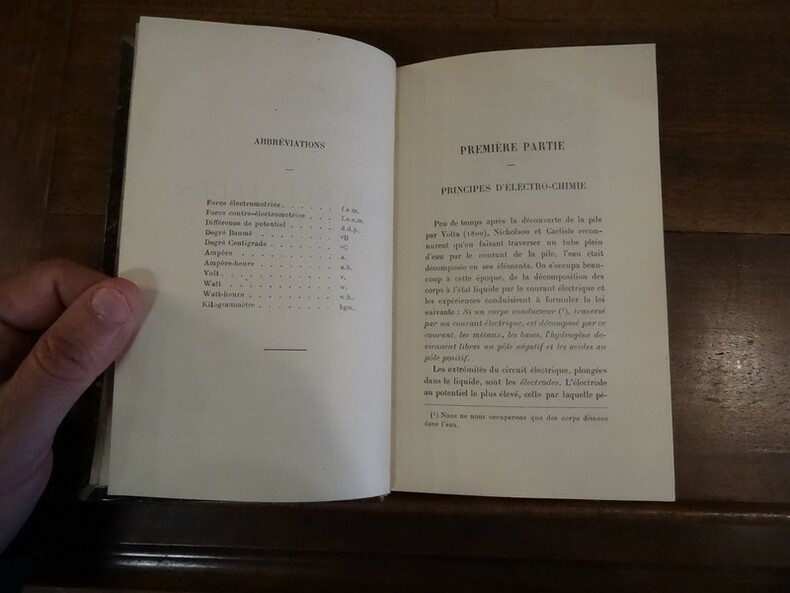 ABRÉVIATIONS
Force électromotrice . . . . . . f.e.m.
Force contre-électromotrice . . . f.c.e.m.
Différence de potentiel . . . . . d.d.p.
Degré Baumé . . . . . . . °B
Degré Centigrade . . . . . . °C
Ampère . . . . . . . . . a.
Ampère-heure . . . . . . . a.h.
Volt . . . . . . . . . . v.
Watt . . . . . . . . . . w.
Watt-heure . . . . . . . . w.h.
Kilogrammètre . . . . . . . kgm.
PREMIÈRE PARTIE
PRINCIPES D'ÉLECTRO-CHIMIE
Peu de temps après la découverte de la pile
par Volta (1800), Nicholson et Carlisle recon-
nurent qu'en faisant traverser un tube plein
d'eau par le courant de la pile, l'eau était
décomposée en ses éléments. On s'occupa beau-
coup à cette époque, de la décomposition des
corps à l'état liquide par le courant électrique et
les expériences conduisirent à formuler la loi
suivante : Si un corps conducteur (¹), traversé
par un courant électrique, est décomposé par ce
courant, les métaux, les bases, l'hydrogène de-
viennent libres au pôle négatif et les acides au
pôle positif.
Les extrémités du circuit électrique, plongées
dans le liquide, sont les électrodes. L'électrode
au potentiel le plus élevé, celle par laquelle pé-
(¹) Nous ne nous occuperons que des corps dissous
dans l'eau.